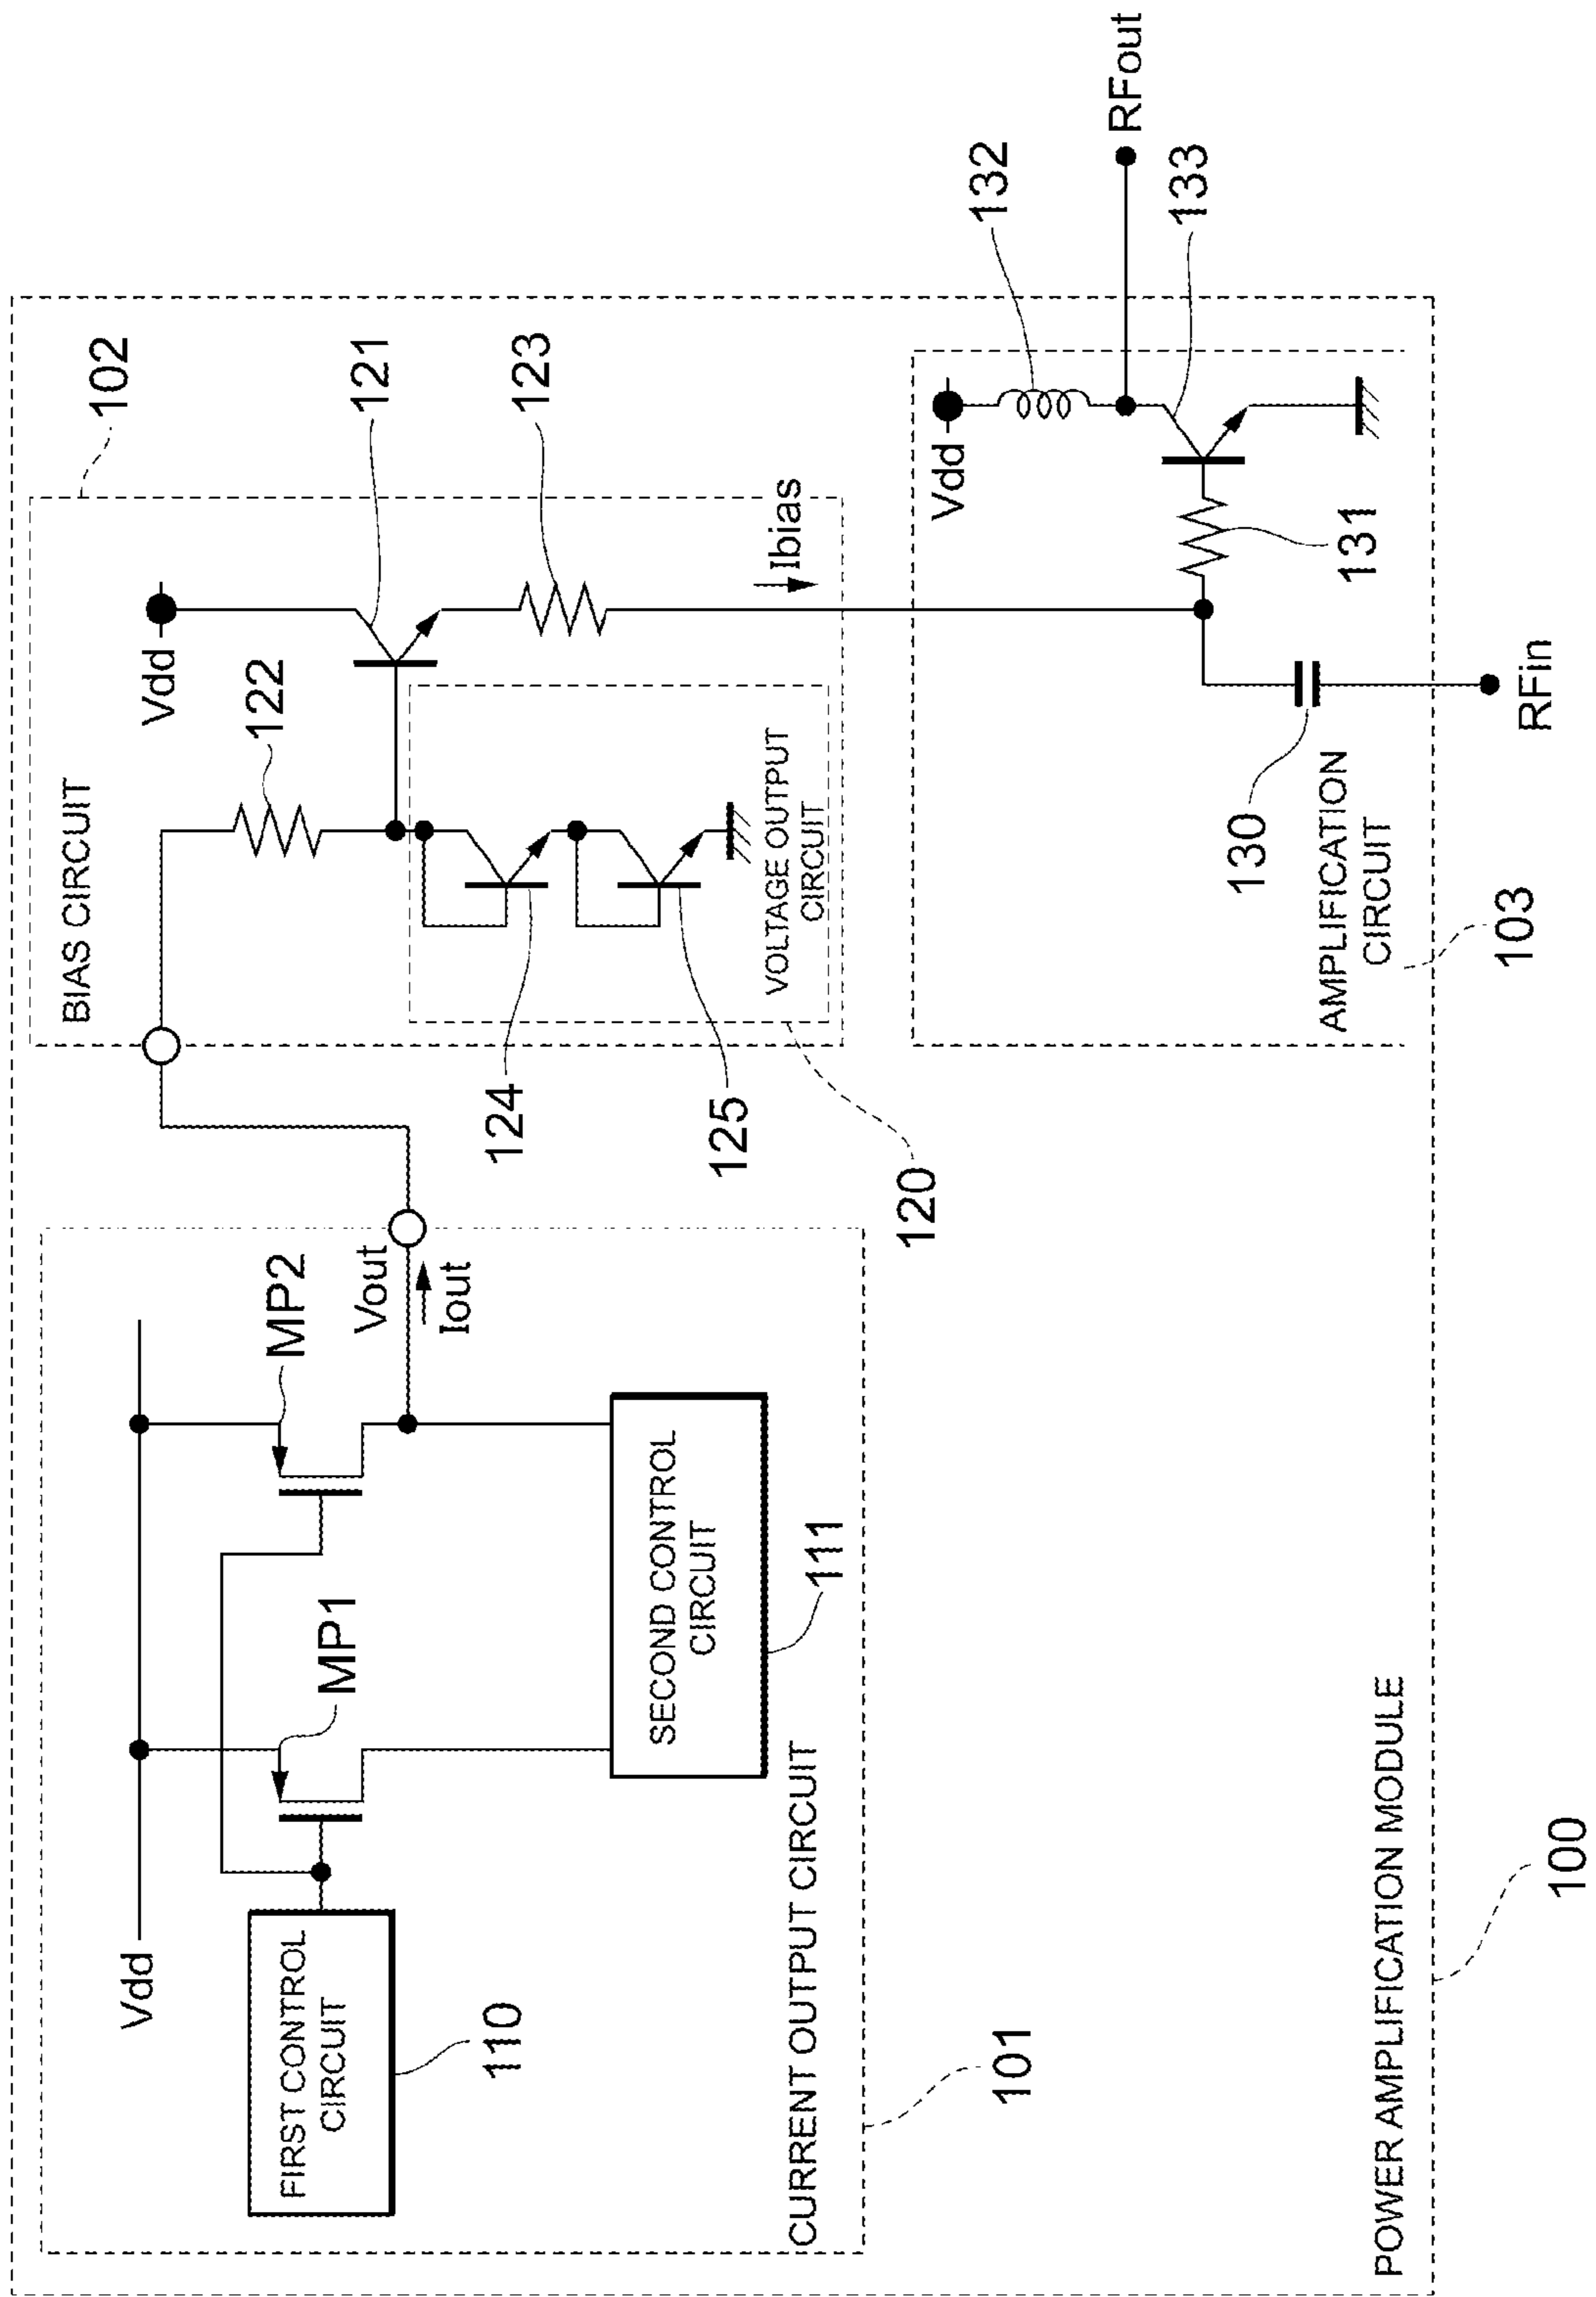 POWER AMPLIFICATION MODULE
100
CURRENT OUTPUT CIRCUIT
101
Vdd
FIRST CONTROL
CIRCUIT
110
MP1
MP2
SECOND CONTROL
CIRCUIT
111
Vout
Iout
BIAS CIRCUIT
102
Vdd
122
121
123
124
125
VOLTAGE OUTPUT
CIRCUIT
120
Ibias
AMPLIFICATION
CIRCUIT
103
Vdd
132
133
131
130
RFin
RFout